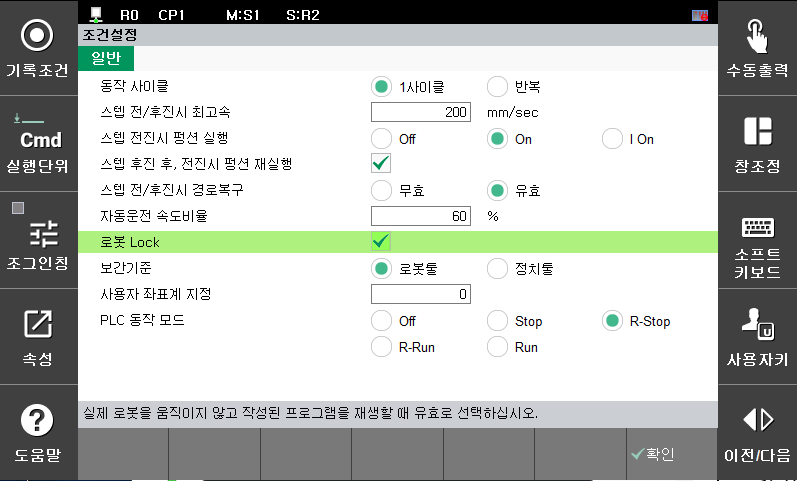 R0 CP1 M:S1 S:R2
조건설정
일반
동작 사이클 1사이클 반복
스텝 전/후진시 최고속 200 mm/sec
스텝 전진시 펑션 실행 Off On I On
스텝 후진 후, 전진시 펑션 재실행
스텝 전/후진시 경로복구 무효 유효
자동운전 속도비율 60 %
로봇 Lock
보간기준 로봇툴 정치툴
사용자 좌표계 지정 0
PLC 동작 모드 Off Stop R-Stop
R-Run Run
실제 로봇을 움직이지 않고 작성된 프로그램을 재생할 때 유효로 선택하십시오.
확인
기록조건
Cmd
실행단위
조그인칭
속성
도움말
수동출력
창조정
소프트
키보드
U
사용자키
이전/다음